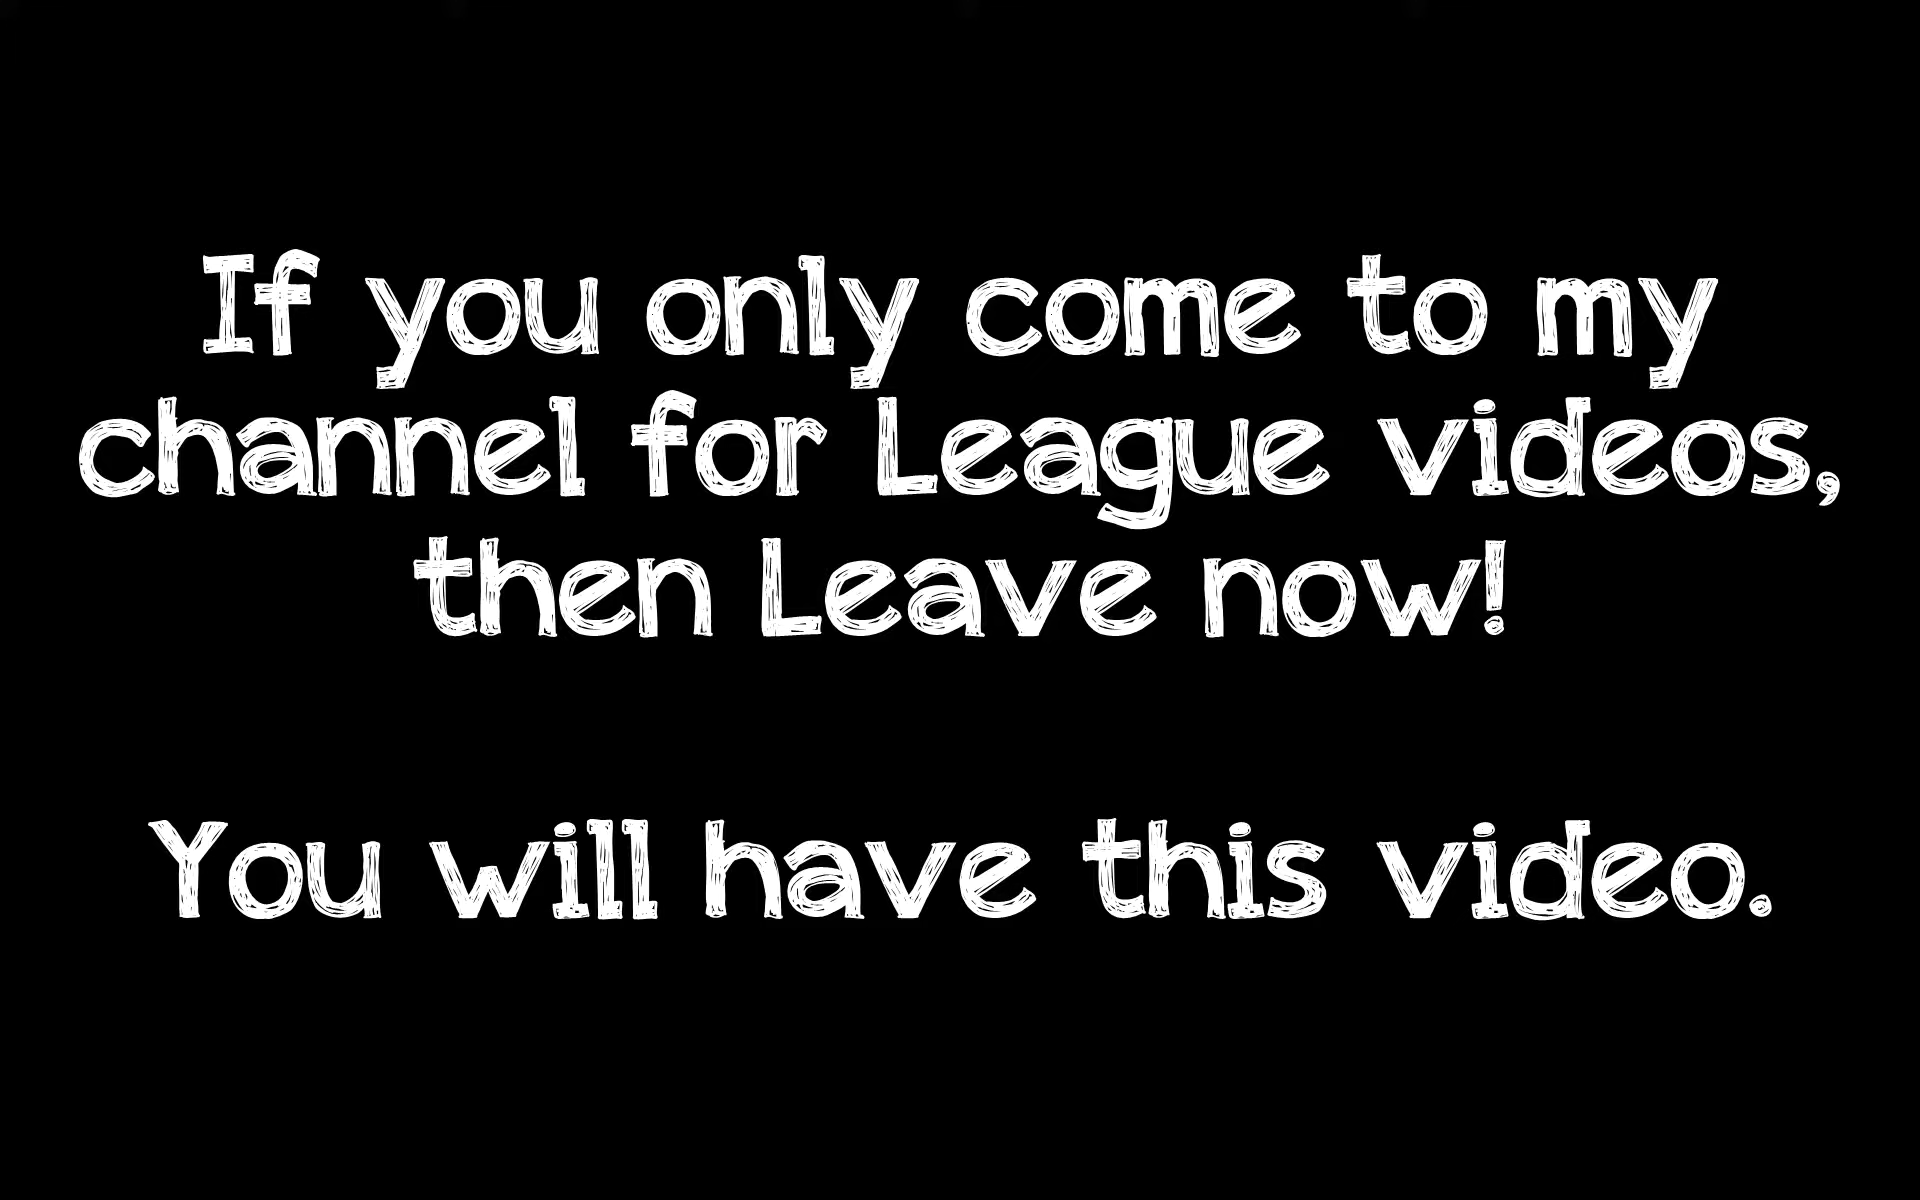 If you only come to my
channel for League videos,
then Leave now!
You will have this video.